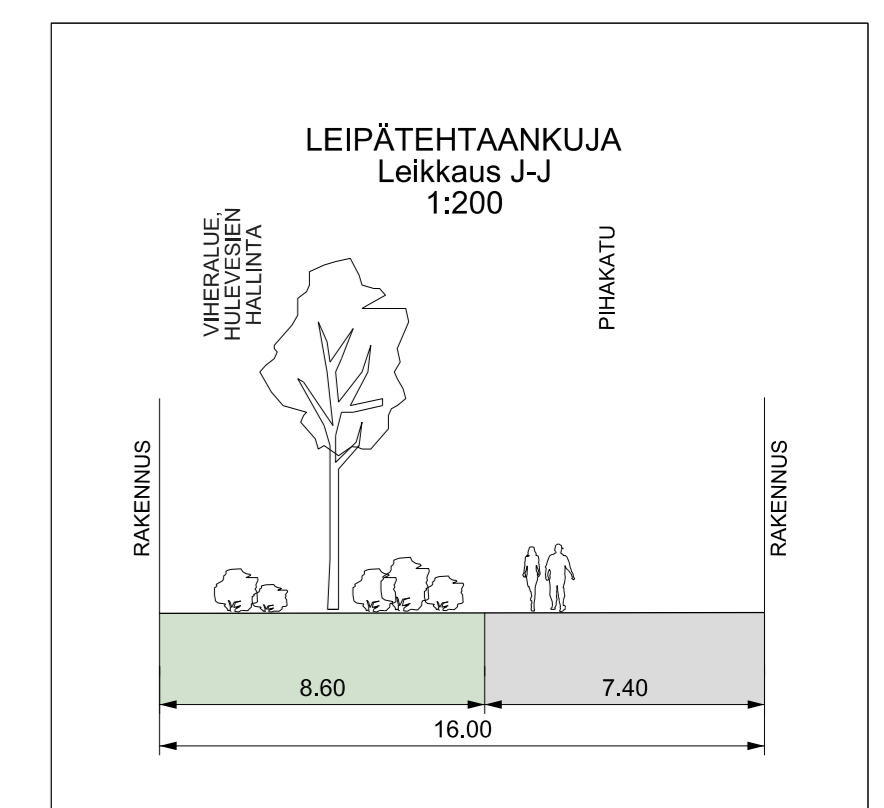 LEIPÄTEHTAANKUJA
Leikkaus J-J
1:200
VIHERALUE,
HULEVESIEN
HALLINTA
PIHAKATU
RAKENNUS
RAKENNUS
8.60
7.40
16.00